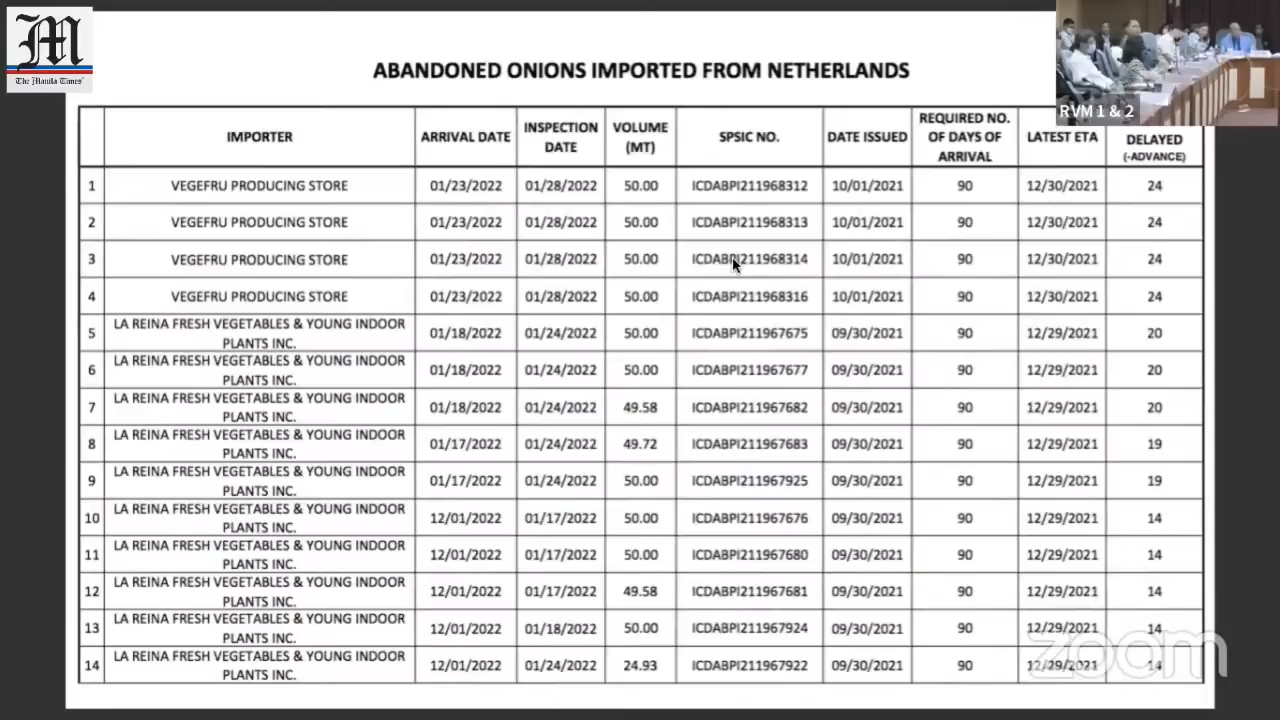 M
The Manila Times
RVM 1 & 2
ABANDONED ONIONS IMPORTED FROM NETHERLANDS
IMPORTER ARRIVAL DATE INSPECTION DATE VOLUME (MT) SPSIC NO. DATE ISSUED REQUIRED NO. OF DAYS OF ARRIVAL LATEST ETA DELAYED (-ADVANCE)
1 VEGEFRU PRODUCING STORE 01/23/2022 01/28/2022 50.00 ICDABPI211968312 10/01/2021 90 12/30/2021 24
2 VEGEFRU PRODUCING STORE 01/23/2022 01/28/2022 50.00 ICDABPI211968313 10/01/2021 90 12/30/2021 24
3 VEGEFRU PRODUCING STORE 01/23/2022 01/28/2022 50.00 ICDABPI211968314 10/01/2021 90 12/30/2021 24
4 VEGEFRU PRODUCING STORE 01/23/2022 01/28/2022 50.00 ICDABPI211968316 10/01/2021 90 12/30/2021 24
5 LA REINA FRESH VEGETABLES & YOUNG INDOOR PLANTS INC. 01/18/2022 01/24/2022 50.00 ICDABPI211967675 09/30/2021 90 12/29/2021 20
6 LA REINA FRESH VEGETABLES & YOUNG INDOOR PLANTS INC. 01/18/2022 01/24/2022 50.00 ICDABPI211967677 09/30/2021 90 12/29/2021 20
7 LA REINA FRESH VEGETABLES & YOUNG INDOOR PLANTS INC. 01/18/2022 01/24/2022 49.58 ICDABPI211967682 09/30/2021 90 12/29/2021 20
8 LA REINA FRESH VEGETABLES & YOUNG INDOOR PLANTS INC. 01/17/2022 01/24/2022 49.72 ICDABPI211967683 09/30/2021 90 12/29/2021 19
9 LA REINA FRESH VEGETABLES & YOUNG INDOOR PLANTS INC. 01/17/2022 01/24/2022 50.00 ICDABPI211967925 09/30/2021 90 12/29/2021 19
10 LA REINA FRESH VEGETABLES & YOUNG INDOOR PLANTS INC. 12/01/2022 01/17/2022 50.00 ICDABPI211967676 09/30/2021 90 12/29/2021 14
11 LA REINA FRESH VEGETABLES & YOUNG INDOOR PLANTS INC. 12/01/2022 01/17/2022 50.00 ICDABPI211967680 09/30/2021 90 12/29/2021 14
12 LA REINA FRESH VEGETABLES & YOUNG INDOOR PLANTS INC. 12/01/2022 01/17/2022 49.58 ICDABPI211967681 09/30/2021 90 12/29/2021 14
13 LA REINA FRESH VEGETABLES & YOUNG INDOOR PLANTS INC. 12/01/2022 01/18/2022 50.00 ICDABPI211967924 09/30/2021 90 12/29/2021 14
14 LA REINA FRESH VEGETABLES & YOUNG INDOOR PLANTS INC. 12/01/2022 01/24/2022 24.93 ICDABPI211967922 09/30/2021 90 12/29/2021 14
zoom